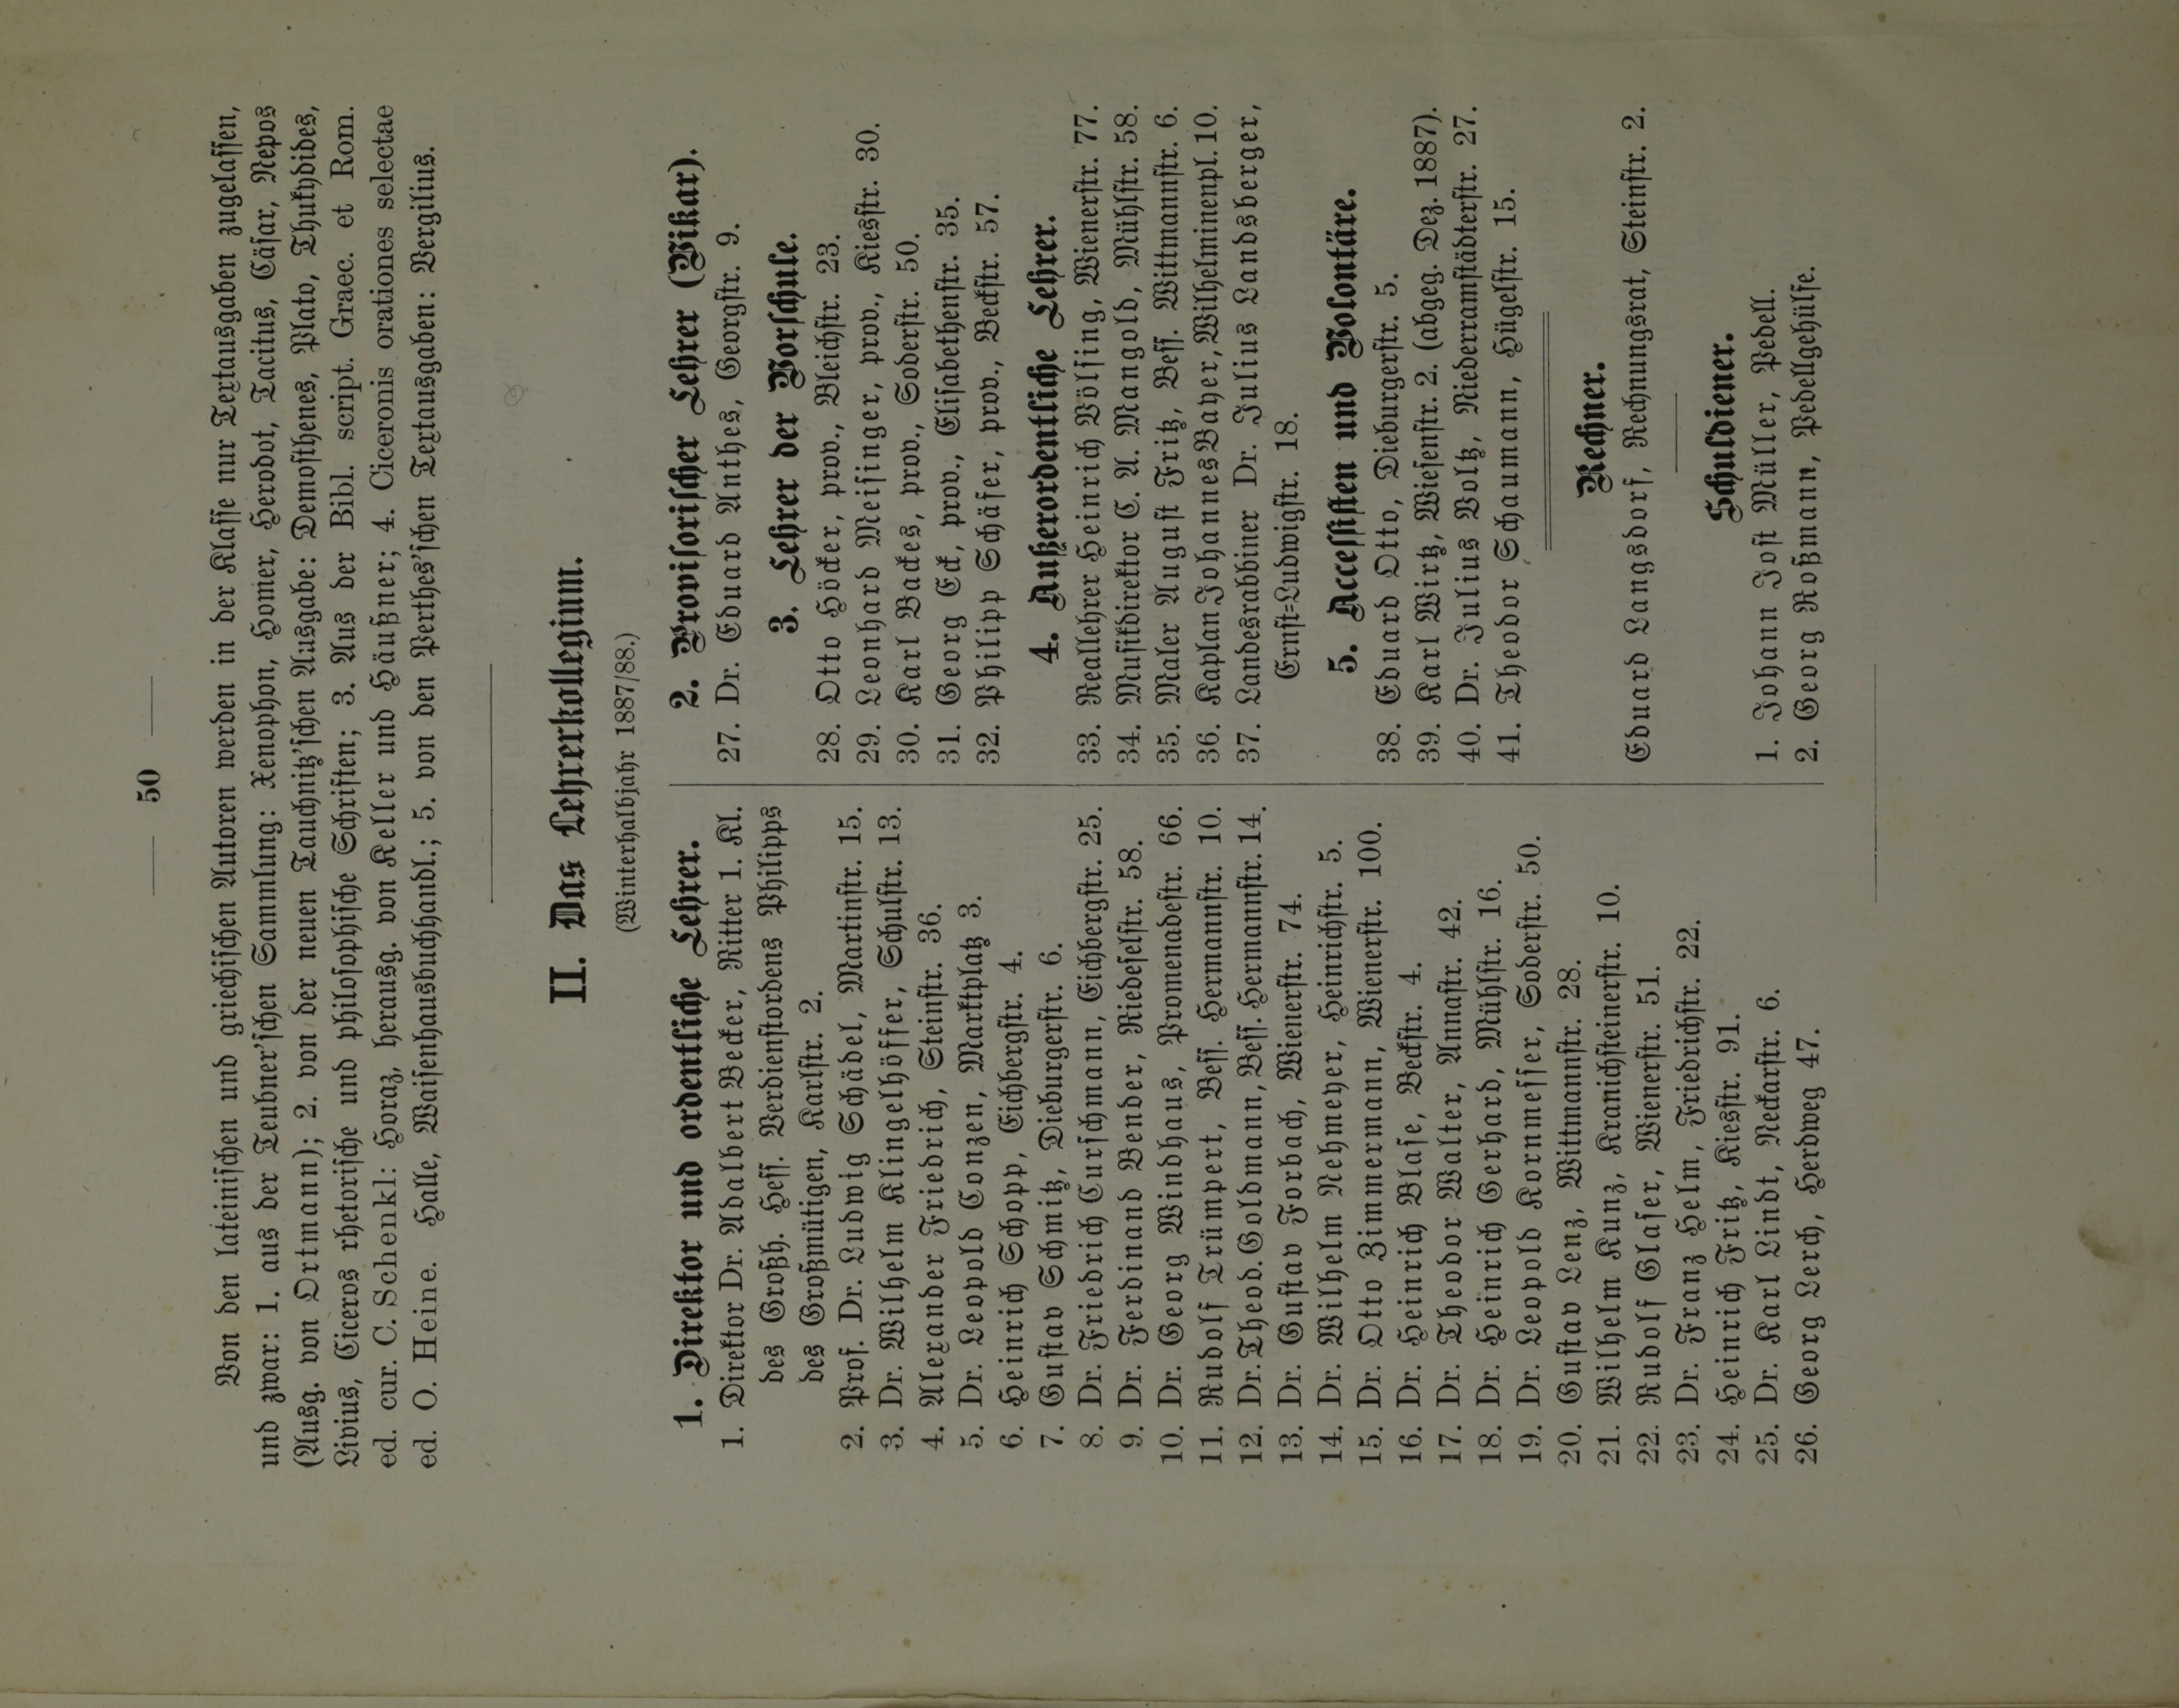 — 50 —
Von den lateinischen und griechischen Autoren werden in der Klasse nur Textausgaben zugelassen,
und zwar: 1. aus der Teubner'schen Sammlung: Xenophon, Homer, Herodot, Tacitus, Cäsar, Nepos
(Ausg. von Ortmann); 2. von der neuen Tauchnitz'schen Ausgabe: Demosthenes, Plato, Thukydides,
Livius, Ciceros rhetorische und philosophische Schriften; 3. Aus der Bibl. script. Graec. et Rom.
ed. cur. C. Schenkl: Horaz, herausg. von Keller und Häußner; 4. Ciceronis orationes selectae
ed. O. Heine. Halle, Waisenhausbuchhandl.; 5. von den Perthes'schen Textausgaben: Vergilius.
II. Das Lehrerkollegium.
(Winterhalbjahr 1887/88.)
1. Direktor und ordentliche Lehrer.
1. Direktor Dr. Adalbert Becker, Ritter 1. Kl.
des Großh. Hess. Verdienstordens Philipps
des Großmütigen, Karlstr. 2.
2. Prof. Dr. Ludwig Schädel, Martinstr. 15.
3. Dr. Wilhelm Klingelhöffer, Schulstr. 13.
4. Alexander Friedrich, Steinstr. 36.
5. Dr. Leopold Conzen, Marktplatz 3.
6. Heinrich Schopp, Eichbergstr. 4.
7. Gustav Schmitz, Dieburgerstr. 6.
8. Dr. Friedrich Curschmann, Eichbergstr. 25.
9. Dr. Ferdinand Bender, Riedeselstr. 58.
10. Dr. Georg Windhaus, Promenadestr. 66.
11. Rudolf Trümpert, Bess. Hermannstr. 10.
12. Dr. Theod. Goldmann, Bess. Hermannstr. 14.
13. Dr. Gustav Forbach, Wienerstr. 74.
14. Dr. Wilhelm Nehmeyer, Heinrichstr. 5.
15. Dr. Otto Zimmermann, Wienerstr. 100.
16. Dr. Heinrich Blase, Beckstr. 4.
17. Dr. Theodor Walter, Annastr. 42.
18. Dr. Heinrich Gerhard, Mühlstr. 16.
19. Dr. Leopold Kornmesser, Soderstr. 50.
20. Gustav Lenz, Wittmannstr. 28.
21. Wilhelm Kunz, Kranichsteinerstr. 10.
22. Rudolf Glaser, Wienerstr. 51.
23. Dr. Franz Helm, Friedrichstr. 22.
24. Heinrich Fritz, Kiesstr. 91.
25. Dr. Karl Lindt, Neckarstr. 6.
26. Georg Lerch, Herdweg 47.
2. Provisorischer Lehrer (Vikar).
27. Dr. Eduard Anthes, Georgstr. 9.
3. Lehrer der Vorschule.
28. Otto Höcker, prov., Bleichstr. 23.
29. Leonhard Meisinger, prov., Kiesstr. 30.
30. Karl Backes, prov., Soderstr. 50.
31. Georg Eck, prov., Elisabethenstr. 35.
32. Philipp Schäfer, prov., Beckstr. 57.
4. Außerordentliche Lehrer.
33. Reallehrer Heinrich Völsing, Wienerstr. 77.
34. Musikdirektor C. A. Mangold, Mühlstr. 58.
35. Maler August Fritz, Bess. Wittmannstr. 6.
36. Kaplan Johannes Bayer, Wilhelminenpl. 10.
37. Landesrabbiner Dr. Julius Landsberger,
Ernst-Ludwigstr. 18.
5. Accessisten und Volontäre.
38. Eduard Otto, Dieburgerstr. 5.
39. Karl Wirtz, Wiesenstr. 2. (abgeg. Dez. 1887).
40. Dr. Julius Voltz, Niederramstädterstr. 27.
41. Theodor Schaumann, Hügelstr. 15.
Rechner.
Eduard Langsdorf, Rechnungsrat, Steinstr. 2.
Schuldiener.
1. Johann Jost Müller, Pedell.
2. Georg Roßmann, Pedellgehülfe.